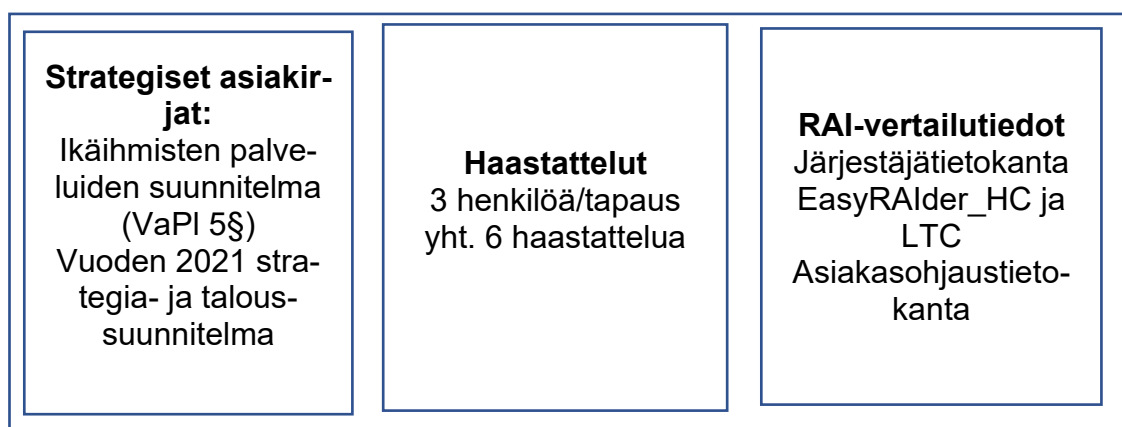 Strategiset asiakir-
jat:
Ikäihmisten palve-
luiden suunnitelma
(VaPl 5§)
Vuoden 2021 stra-
tegia- ja talous-
suunnitelma
Haastattelut
3 henkilöä/tapaus
yht. 6 haastattelua
RAI-vertailutiedot
Järjestäjätietokanta
EasyRAIder_HC ja
LTC
Asiakasohjaustieto-
kanta